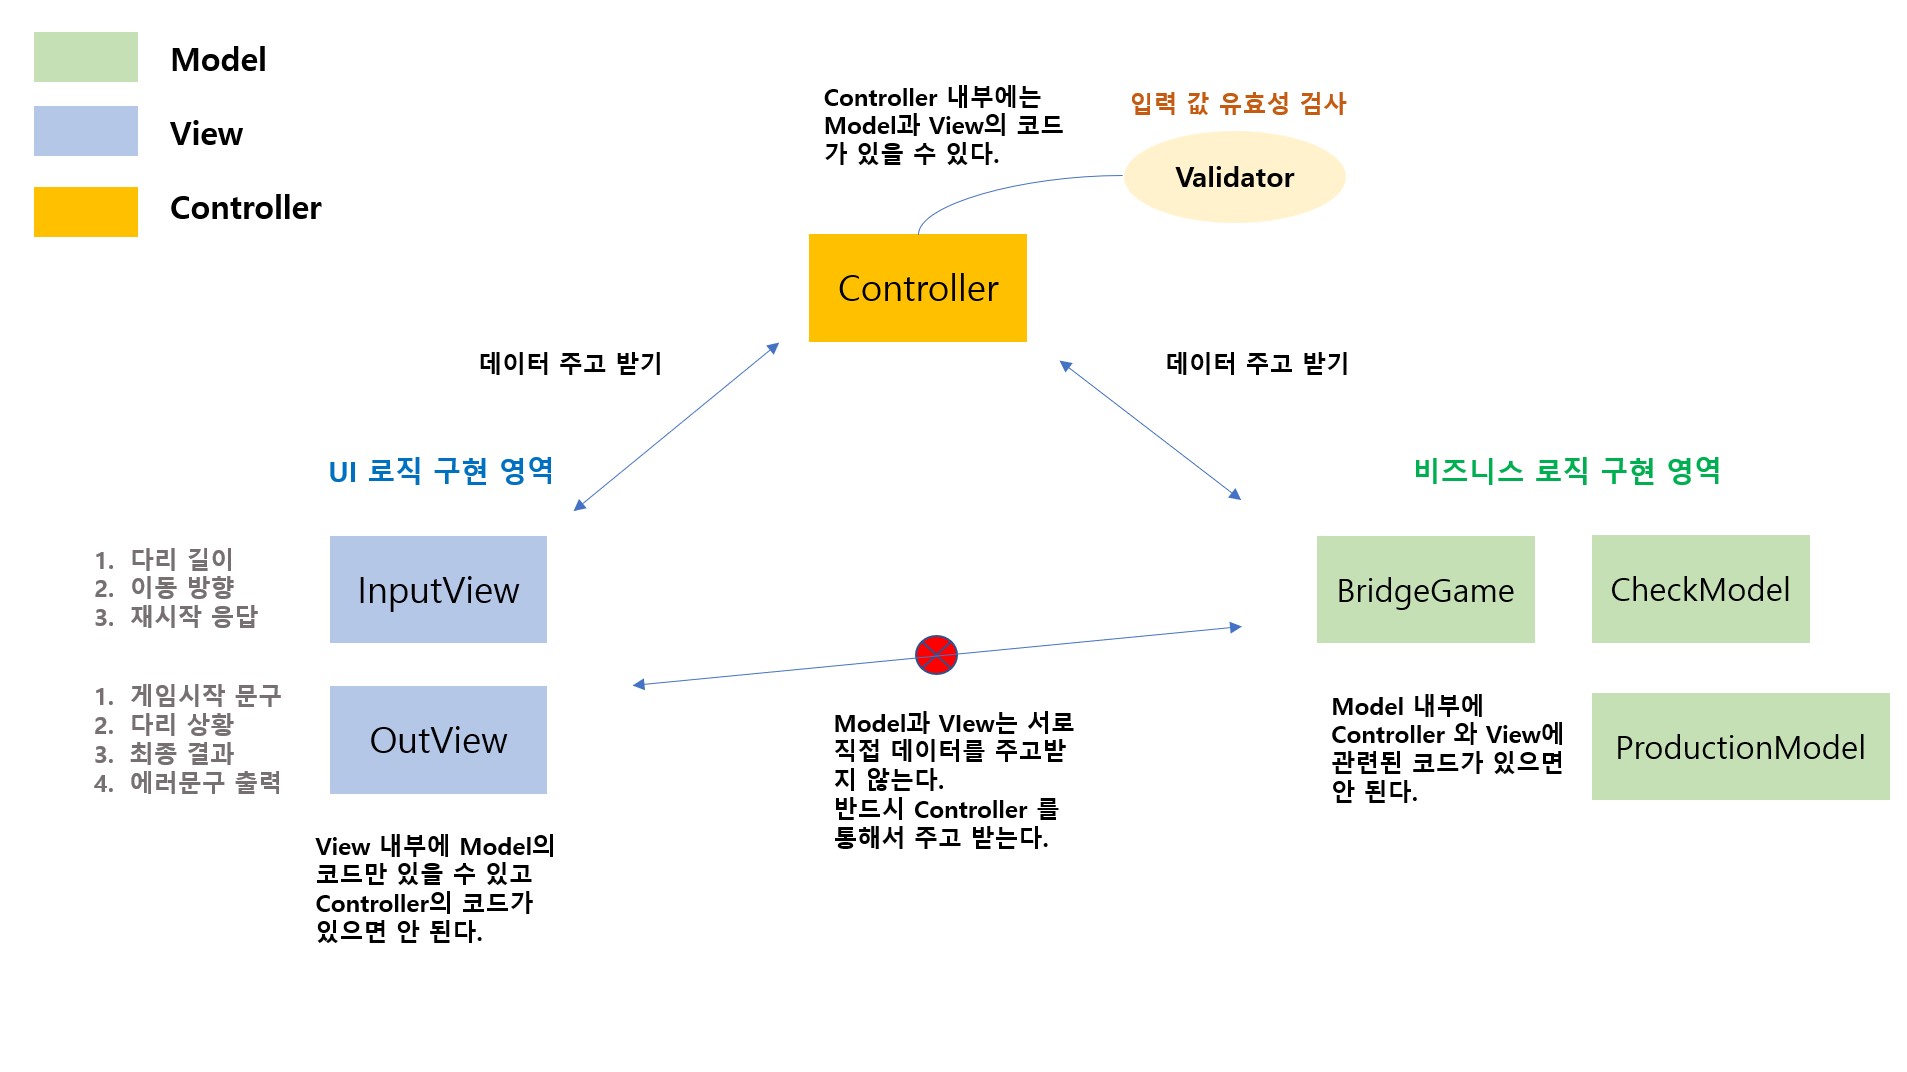 Model
View
Controller
Controller 내부에는
Model과 View의 코드
가 있을 수 있다.
입력 값 유효성 검사
Validator
Controller
데이터 주고 받기
데이터 주고 받기
UI 로직 구현 영역
비즈니스 로직 구현 영역
1. 다리 길이
2. 이동 방향
3. 재시작 응답
InputView
BridgeGame
CheckModel
1. 게임시작 문구
2. 다리 상황
3. 최종 결과
4. 에러문구 출력
OutView
Model과 VIew는 서로
직접 데이터를 주고받
지 않는다.
반드시 Controller 를
통해서 주고 받는다.
Model 내부에
Controller 와 View에
관련된 코드가 있으면
안 된다.
ProductionModel
View 내부에 Model의
코드만 있을 수 있고
Controller의 코드가
있으면 안 된다.